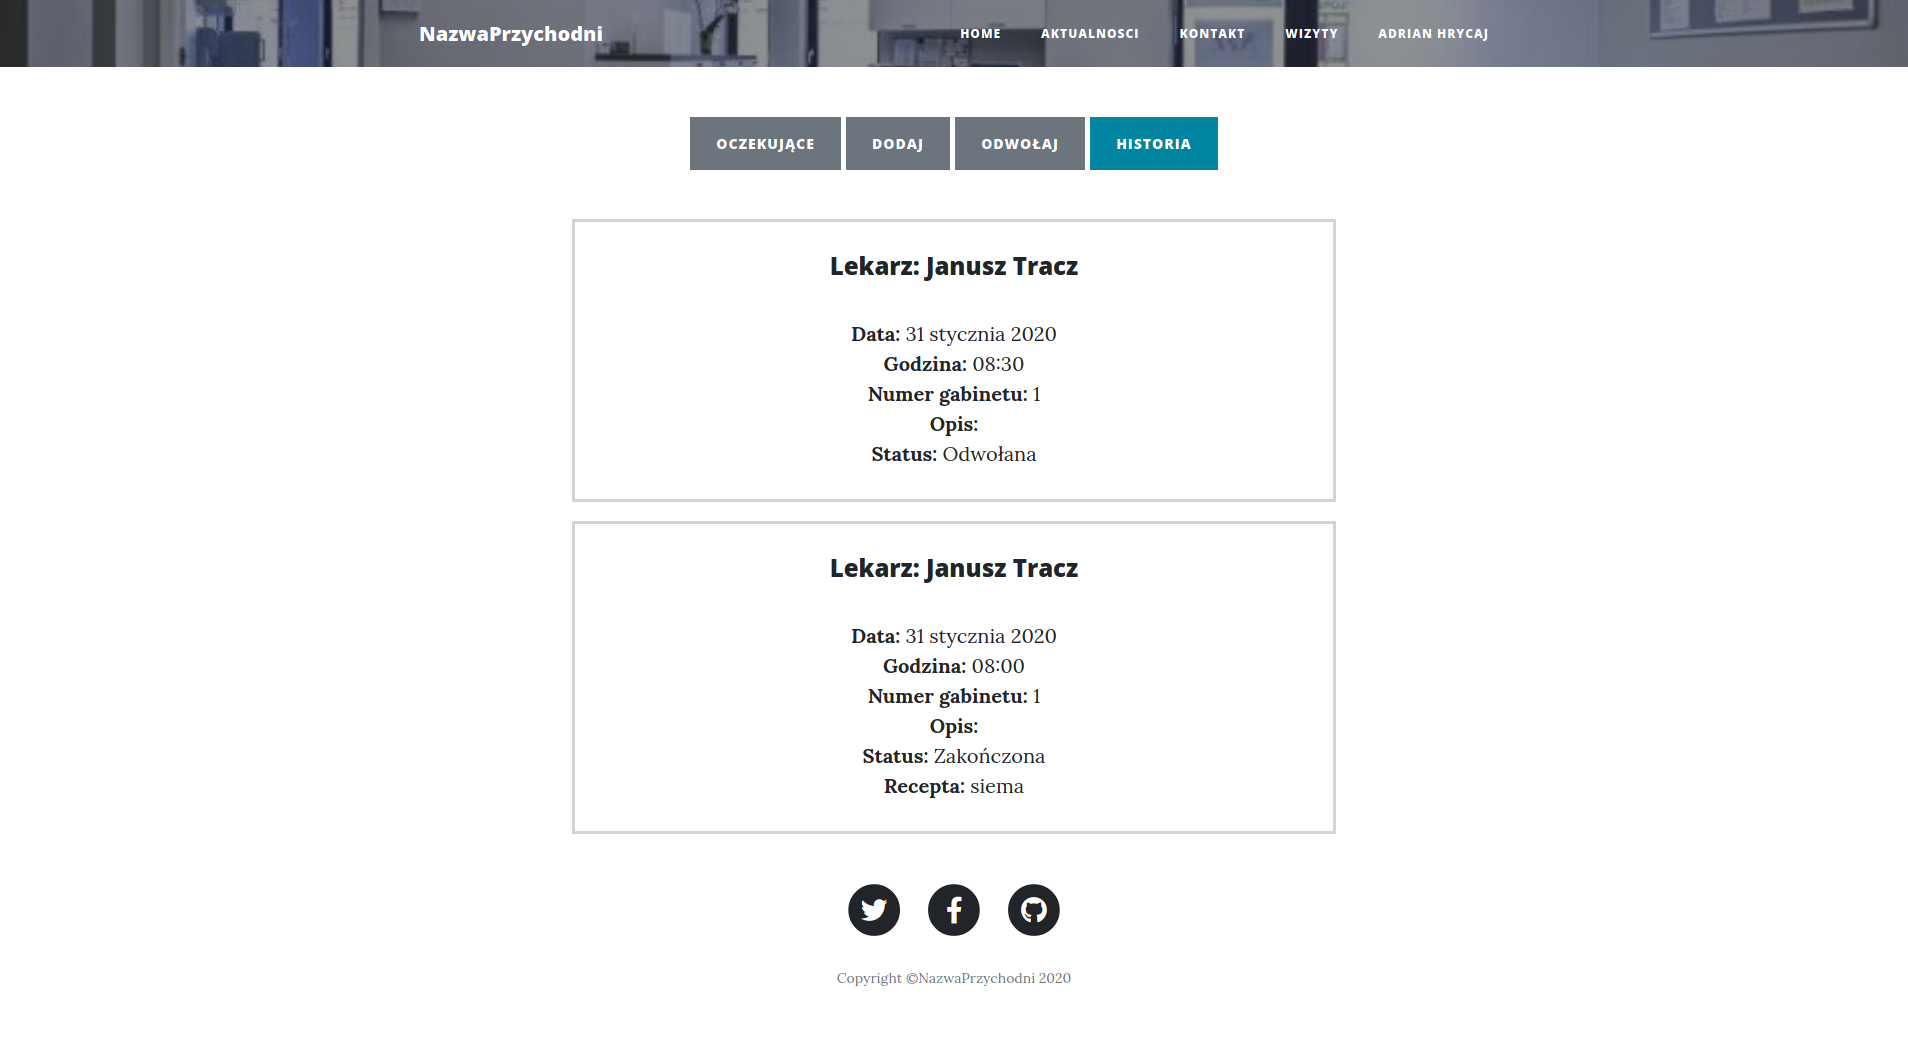 NazwaPrzychodni HOME AKTUALNOSCI KONTAKT WIZYTY ADRIAN HRYCAJ
OCZEKUJĄCE DODAJ ODWOŁAJ HISTORIA
Lekarz: Janusz Tracz
Data: 31 stycznia 2020
Godzina: 08:30
Numer gabinetu: 1
Opis:
Status: Odwołana
Lekarz: Janusz Tracz
Data: 31 stycznia 2020
Godzina: 08:00
Numer gabinetu: 1
Opis:
Status: Zakończona
Recepta: siema
Copyright ©NazwaPrzychodni 2020